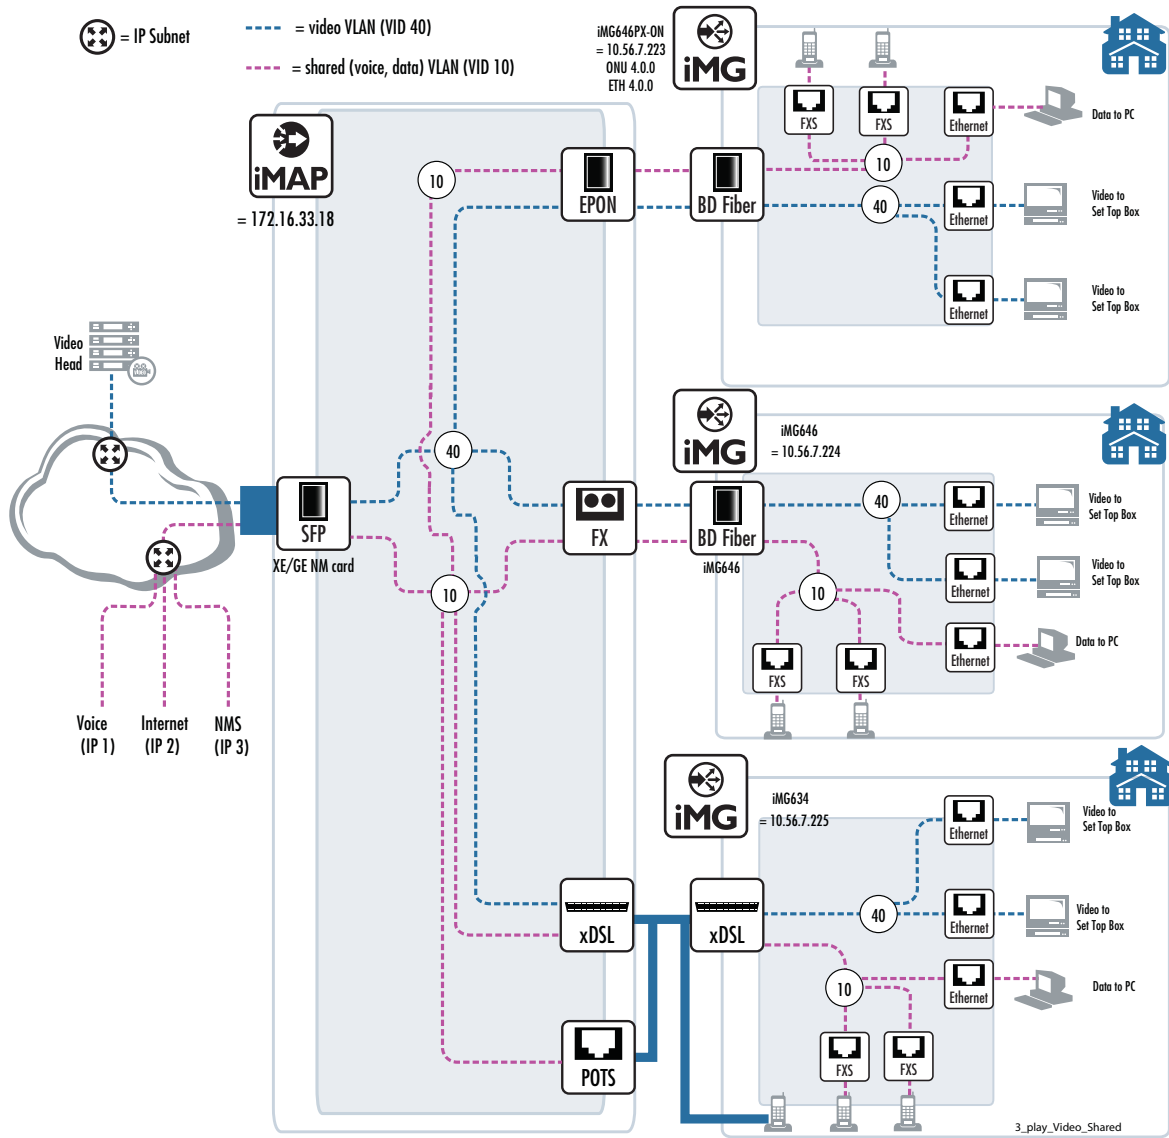 = IP Subnet
= video VLAN (VID 40)
= shared (voice, data) VLAN (VID 10)
iMAP
= 172.16.33.18
iMG646PX-ON
= 10.56.7.223
ONU 4.0.0
ETH 4.0.0
iMG
FXS
FXS
Ethernet
Data to PC
10
10
EPON
BD Fiber
40
Ethernet
Video to
Set Top Box
Ethernet
Video to
Set Top Box
Video
Head
iMG
iMG646
= 10.56.7.224
40
SFP
XE/GE NM card
FX
BD Fiber
iMG646
40
Ethernet
Video to
Set Top Box
Ethernet
Video to
Set Top Box
10
10
Ethernet
Data to PC
FXS
FXS
Voice
(IP 1)
Internet
(IP 2)
NMS
(IP 3)
iMG
iMG634
= 10.56.7.225
Ethernet
Video to
Set Top Box
xDSL
xDSL
40
Ethernet
Video to
Set Top Box
10
Ethernet
Data to PC
POTS
FXS
FXS
3_play_Video_Shared